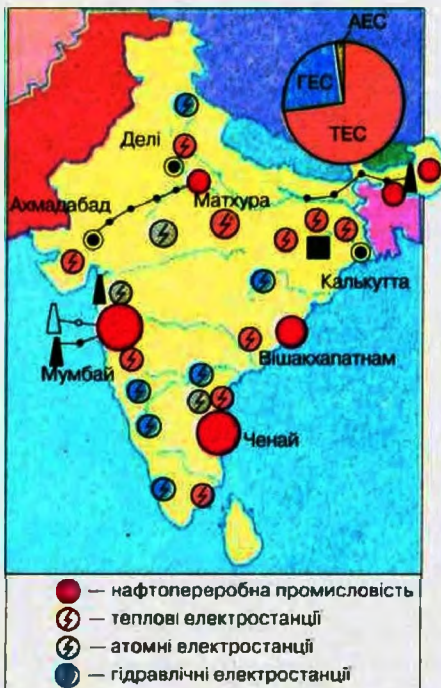 АЕС
ГЕС
ТЕС
Делі
Ахмадабад
Матхура
Калькутта
Мумбай
Вішакхапатнам
Ченай
— нафтопереробна промисловість
— теплові електростанції
— атомні електростанції
— гідравлічні електростанції